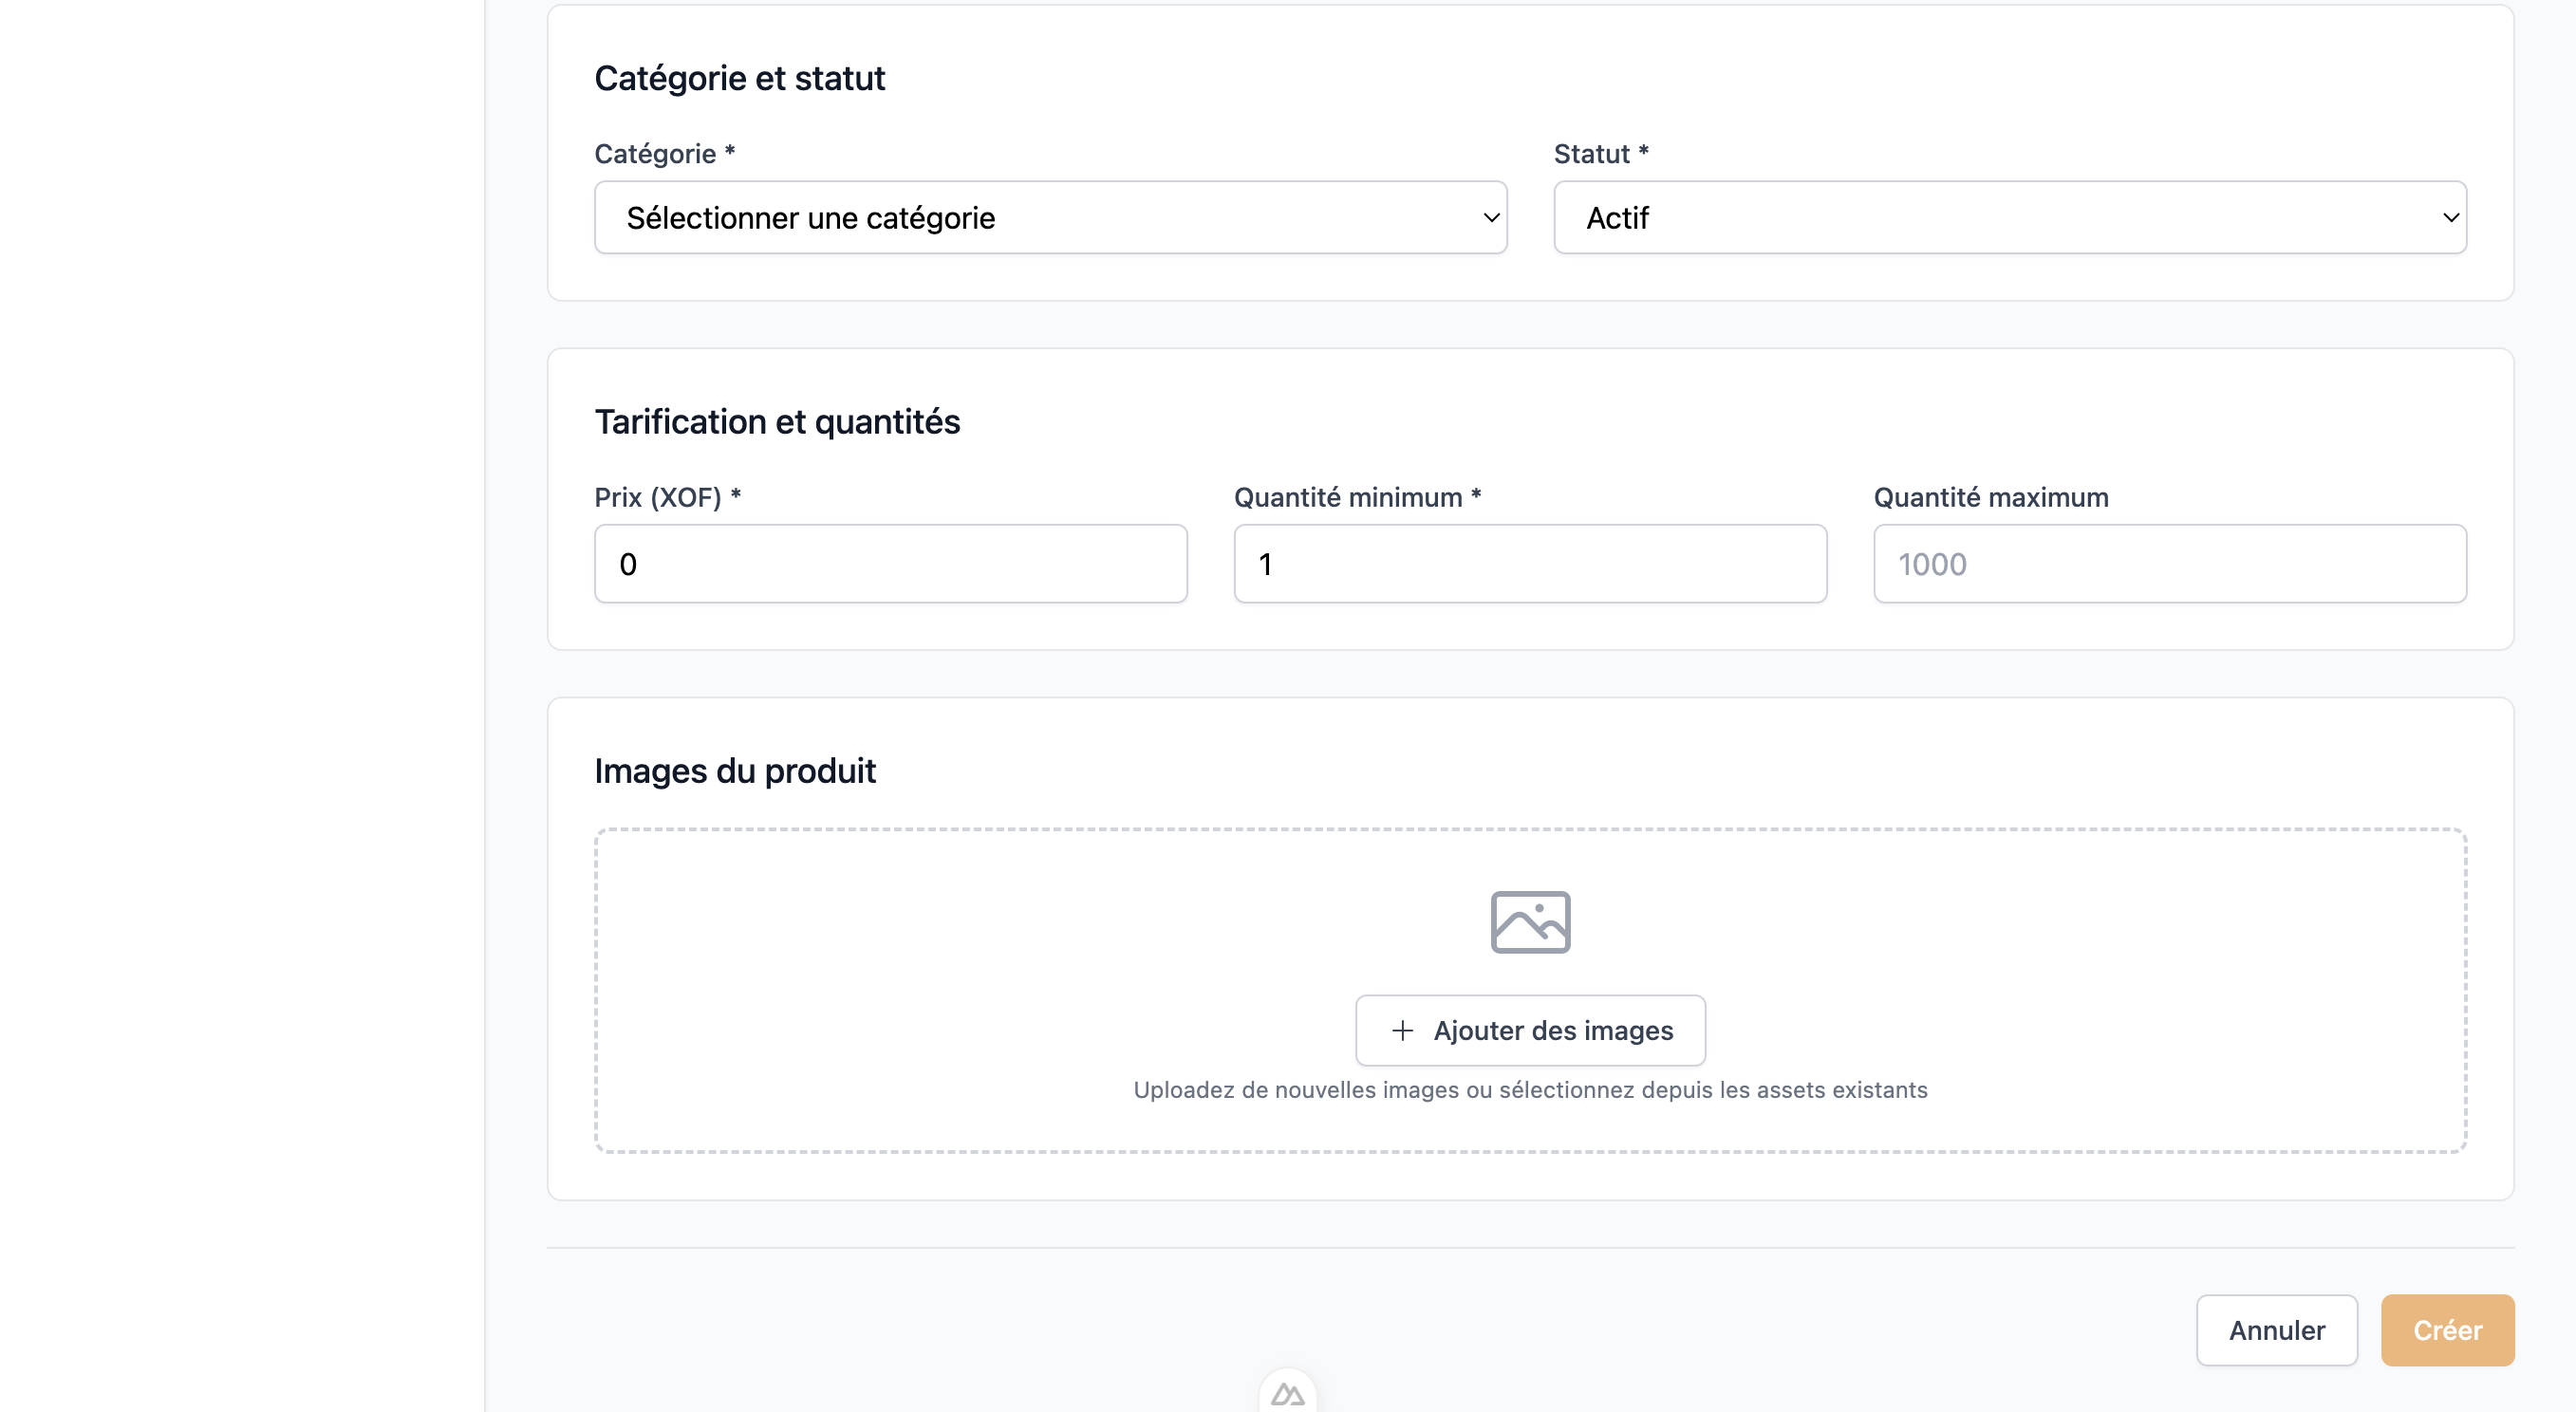 Catégorie et statut
Catégorie *
Statut *
Sélectionner une catégorie
Actif
Tarification et quantités
Prix (XOF) *
Quantité minimum *
Quantité maximum
0
1
1000
Images du produit
Ajouter des images
Uploadez de nouvelles images ou sélectionnez depuis les assets existants
Annuler
Créer